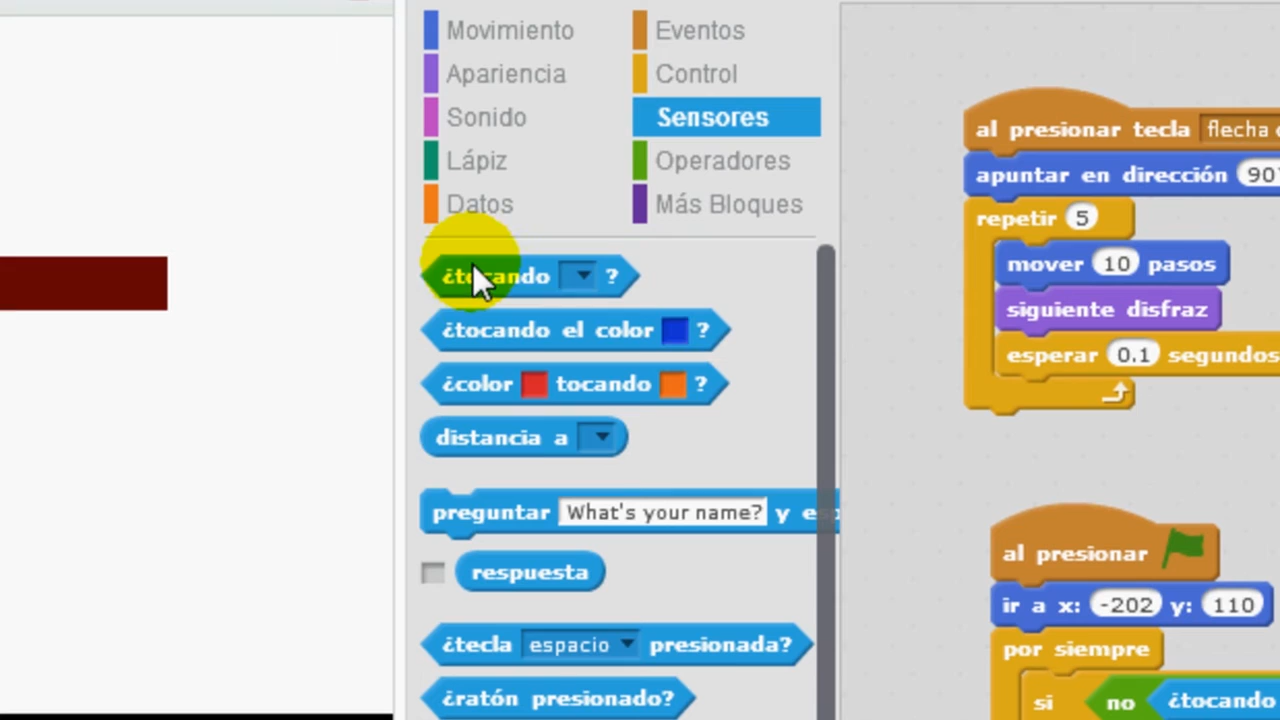 Movimiento
Eventos
Apariencia
Control
Sonido
Sensores
Lápiz
Operadores
Datos
Más Bloques
¿tocando ?
¿tocando el color ?
¿color tocando ?
distancia a
preguntar What's your name? y
respuesta
¿tecla espacio presionada?
¿ratón presionado?
al presionar tecla flecha
apuntar en dirección 90
repetir 5
mover 10 pasos
siguiente disfraz
esperar 0.1 segundos
al presionar
ir a x: -202 y: 110
por siempre
si no ¿tocando